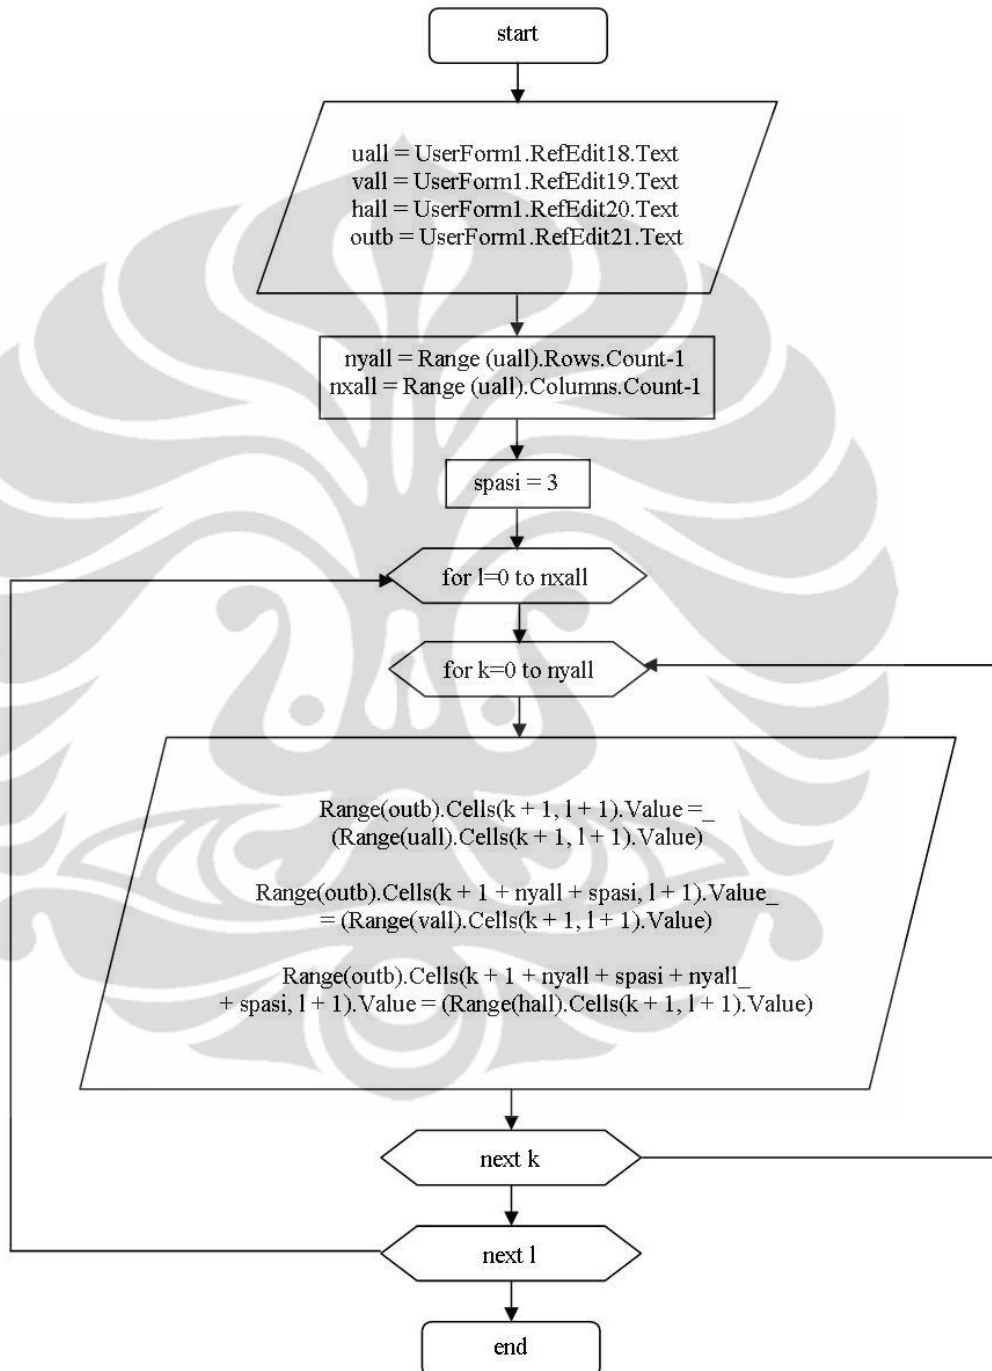 start
uall = UserForm1.RefEdit18.Text
vall = UserForm1.RefEdit19.Text
hall = UserForm1.RefEdit20.Text
outb = UserForm1.RefEdit21.Text
nyall = Range (uall).Rows.Count-1
nxall = Range (uall).Columns.Count-1
spasi = 3
for l=0 to nxall
for k=0 to nyall
Range(outb).Cells(k + 1, l + 1).Value =_
(Range(uall).Cells(k + 1, l + 1).Value)
Range(outb).Cells(k + 1 + nyall + spasi, l + 1).Value_
= (Range(vall).Cells(k + 1, l + 1).Value)
Range(outb).Cells(k + 1 + nyall + spasi + nyall_
+ spasi, l + 1).Value = (Range(hall).Cells(k + 1, l + 1).Value)
next k
next l
end